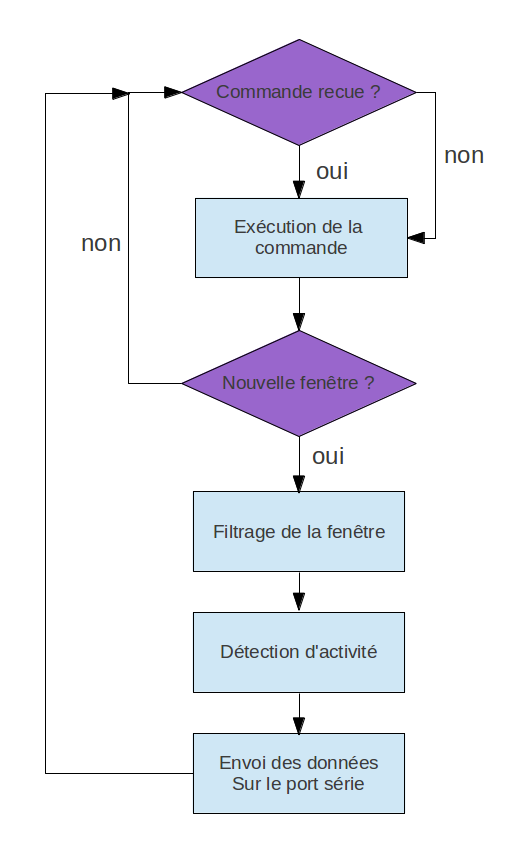 Commande recue ?
oui
non
Exécution de la
commande
non
Nouvelle fenêtre ?
oui
Filtrage de la fenêtre
Détection d'activité
Envoi des données
Sur le port série